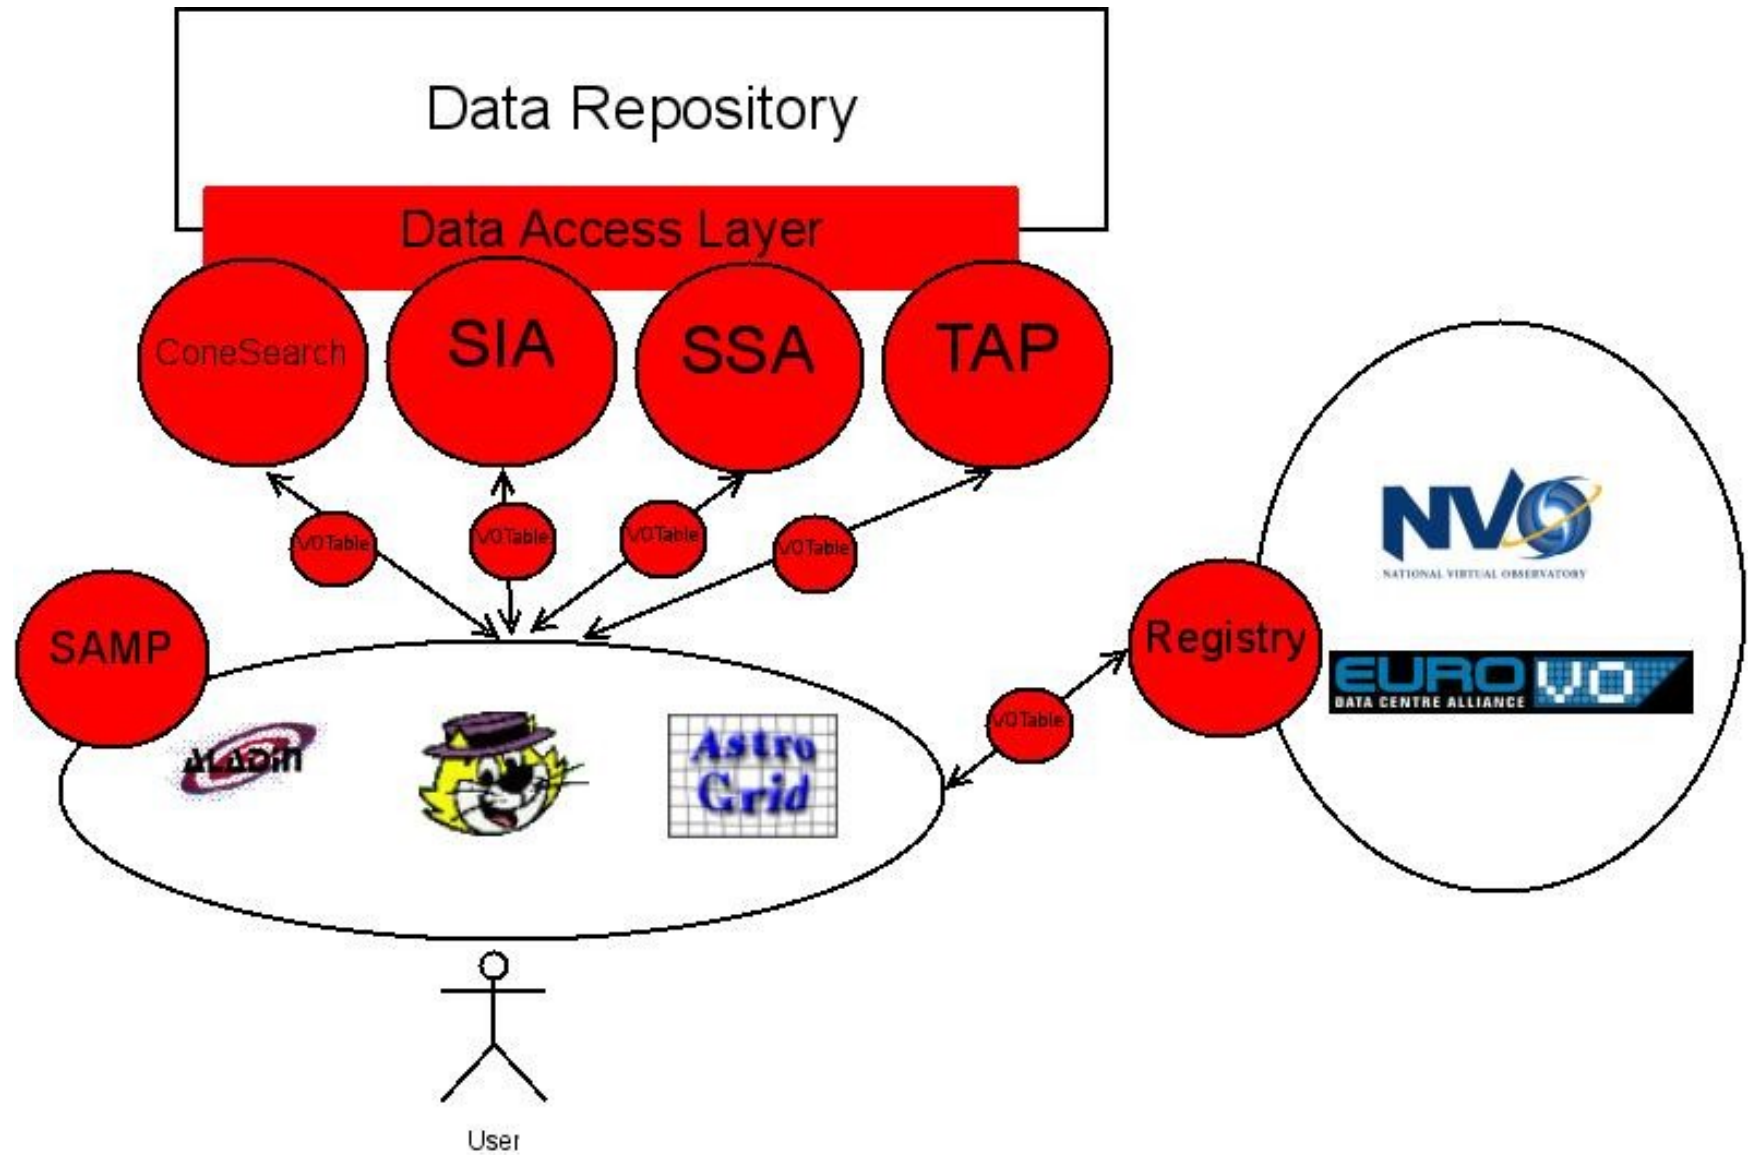 Data Repository
Data Access Layer
ConeSearch
SIA
SSA
TAP
VOTable
VOTable
VOTable
VOTable
SAMP
Registry
VOTable
NVO
NATIONAL VIRTUAL OBSERVATORY
EURO VO
DATA CENTRE ALLIANCE
ALADIN
Astro
Grid
User